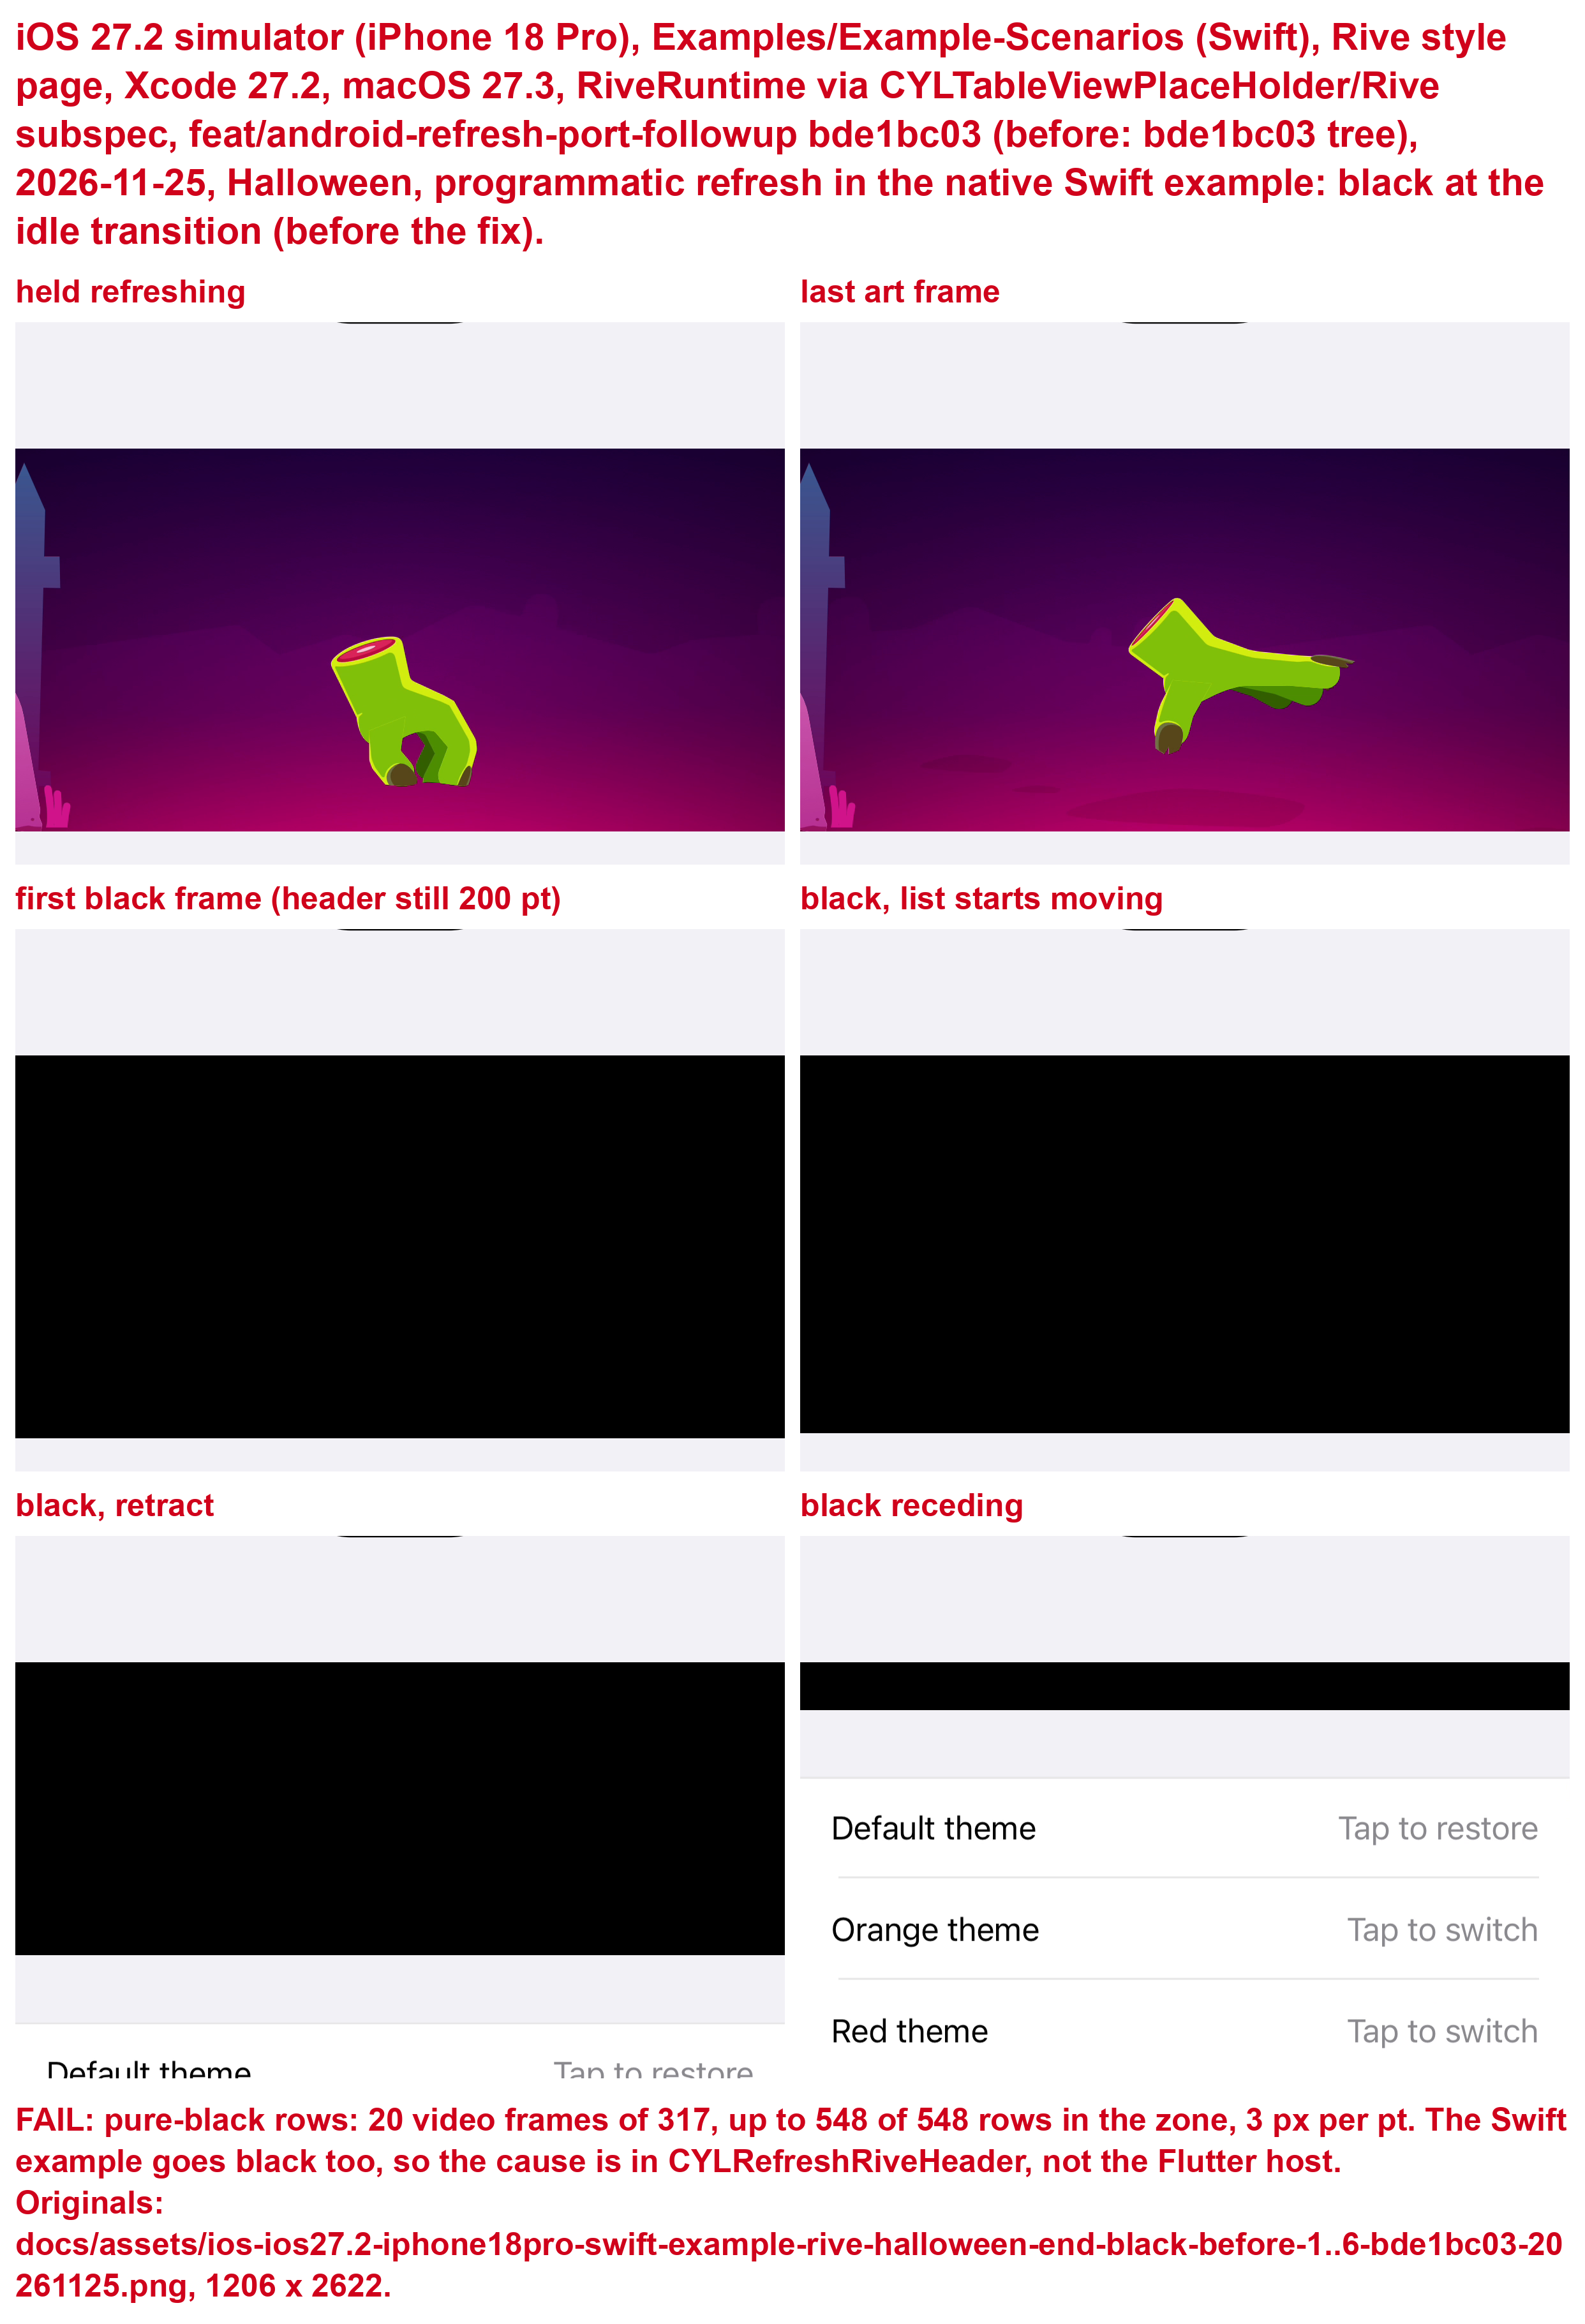 iOS 27.2 simulator (iPhone 18 Pro), Examples/Example-Scenarios (Swift), Rive style
page, Xcode 27.2, macOS 27.3, RiveRuntime via CYLTableViewPlaceHolder/Rive
subspec, feat/android-refresh-port-followup bde1bc03 (before: bde1bc03 tree),
2026-11-25, Halloween, programmatic refresh in the native Swift example: black at the
idle transition (before the fix).
held refreshing
last art frame
first black frame (header still 200 pt)
black, list starts moving
black, retract
black receding
Default theme
Tap to restore
Default theme
Tap to restore
Orange theme
Tap to switch
Red theme
Tap to switch
FAIL: pure-black rows: 20 video frames of 317, up to 548 of 548 rows in the zone, 3 px per pt. The Swift
example goes black too, so the cause is in CYLRefreshRiveHeader, not the Flutter host.
Originals:
docs/assets/ios-ios27.2-iphone18pro-swift-example-rive-halloween-end-black-before-1..6-bde1bc03-20
261125.png, 1206 x 2622.